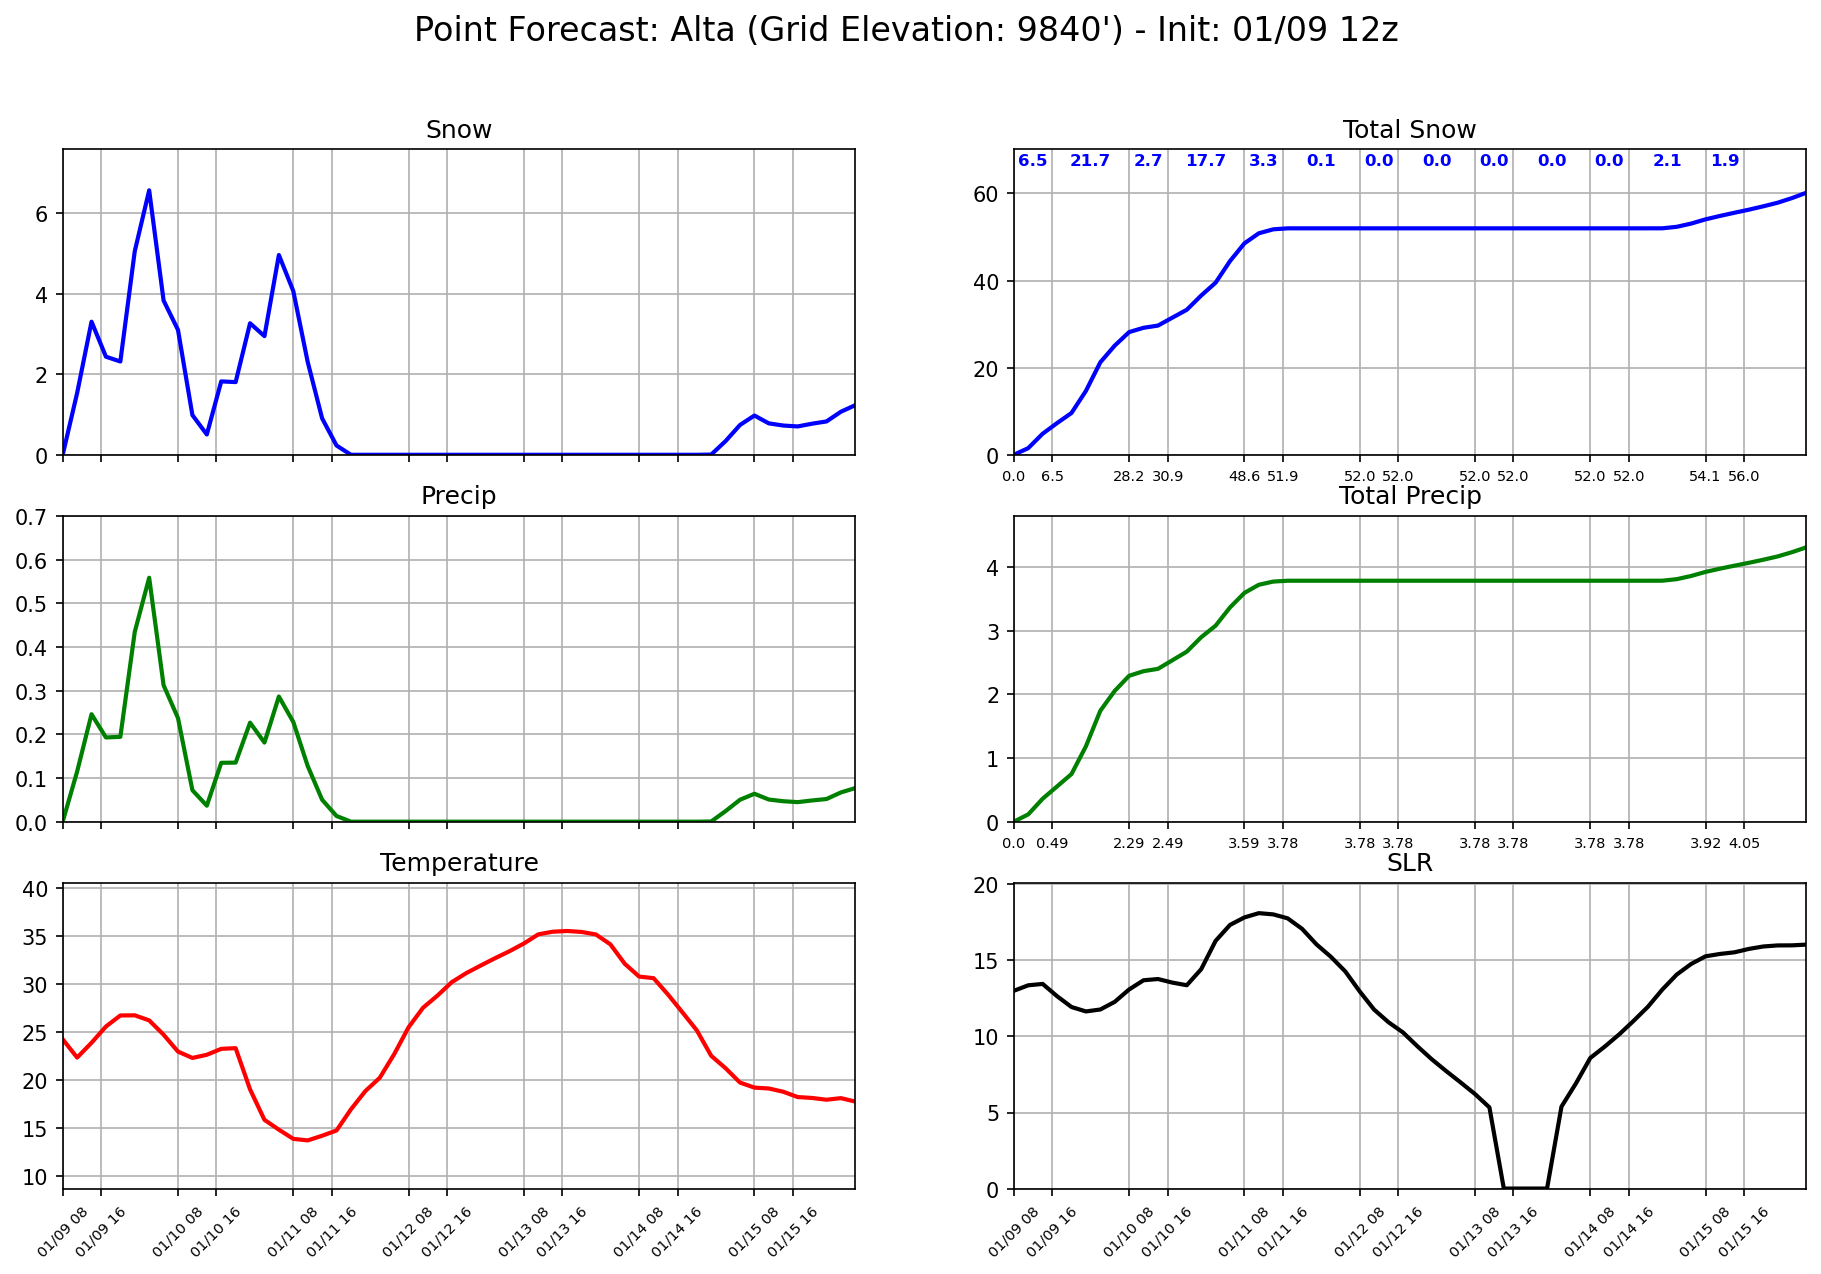 Point Forecast: Alta (Grid Elevation: 9840') - Init: 01/09 12z
Snow
6
4
2
0
Total Snow
6.5 21.7 2.7 17.7 3.3 0.1 0.0 0.0 0.0 0.0 0.0 2.1 1.9
60
40
20
0
0.0 6.5 28.2 30.9 48.6 51.9 52.0 52.0 52.0 52.0 52.0 52.0 54.1 56.0
Precip
0.7
0.6
0.5
0.4
0.3
0.2
0.1
0.0
Total Precip
4
3
2
1
0
0.0 0.49 2.29 2.49 3.59 3.78 3.78 3.78 3.78 3.78 3.78 3.78 3.92 4.05
Temperature
40
35
30
25
20
15
10
01/09 08 01/09 16 01/10 08 01/10 16 01/11 08 01/11 16 01/12 08 01/12 16 01/13 08 01/13 16 01/14 08 01/14 16 01/15 08 01/15 16
SLR
20
15
10
5
0
01/09 08 01/09 16 01/10 08 01/10 16 01/11 08 01/11 16 01/12 08 01/12 16 01/13 08 01/13 16 01/14 08 01/14 16 01/15 08 01/15 16